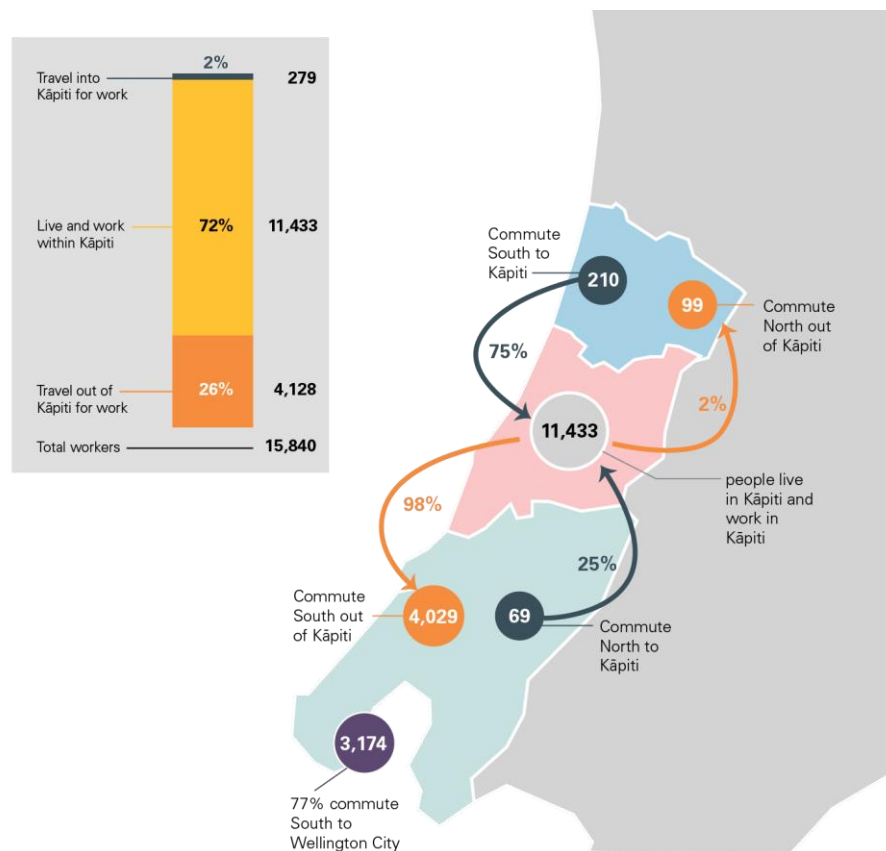 2%
Travel into
Kāpiti for work
279
Live and work
within Kāpiti
72%
11,433
Travel out of
Kāpiti for work
26%
4,128
Total workers
15,840
Commute
South to
Kāpiti
210
99
Commute
North out
of Kāpiti
75%
2%
11,433
people live
in Kāpiti and
work in
Kāpiti
98%
25%
Commute
South out
of Kāpiti
4,029
69
Commute
North to
Kāpiti
3,174
77% commute
South to
Wellington City